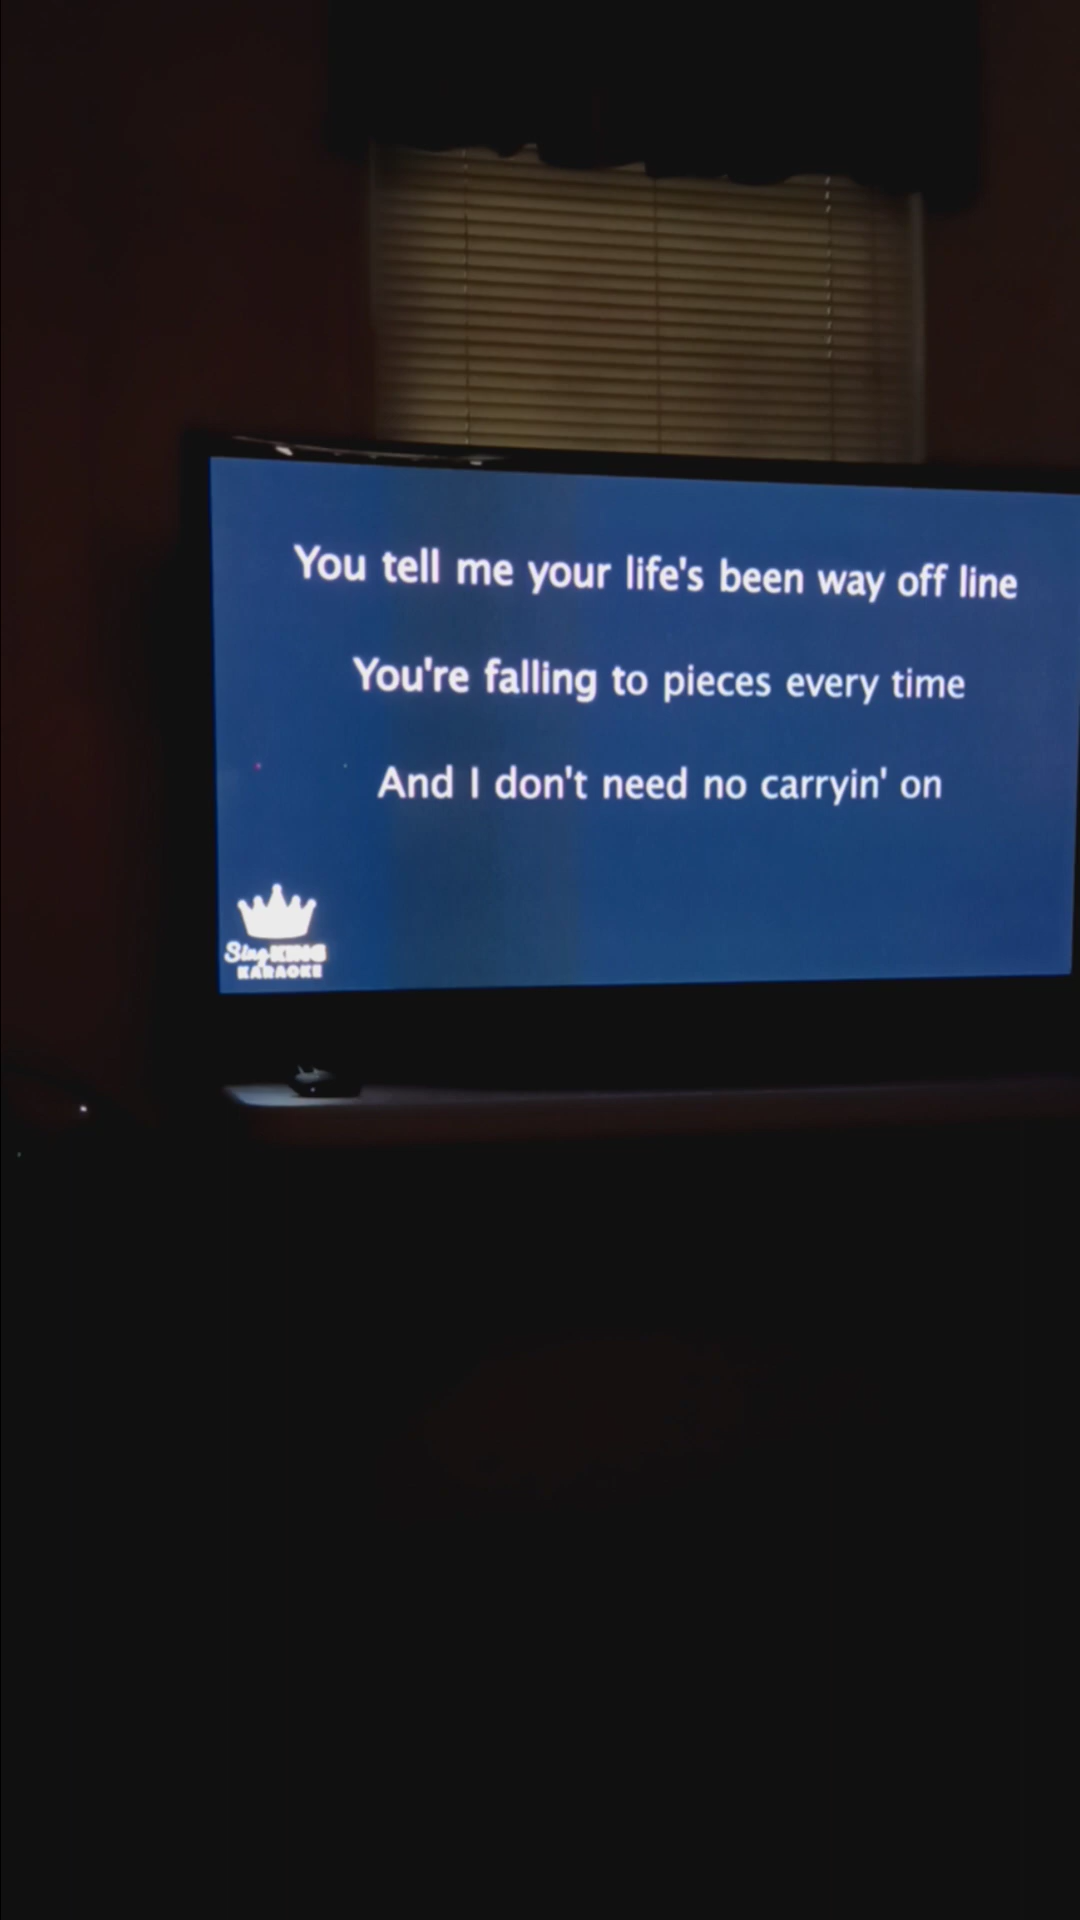 You tell me your life's been way off line
You're falling to pieces every time
And I don't need no carryin' on
Sing KING
KARAOKE